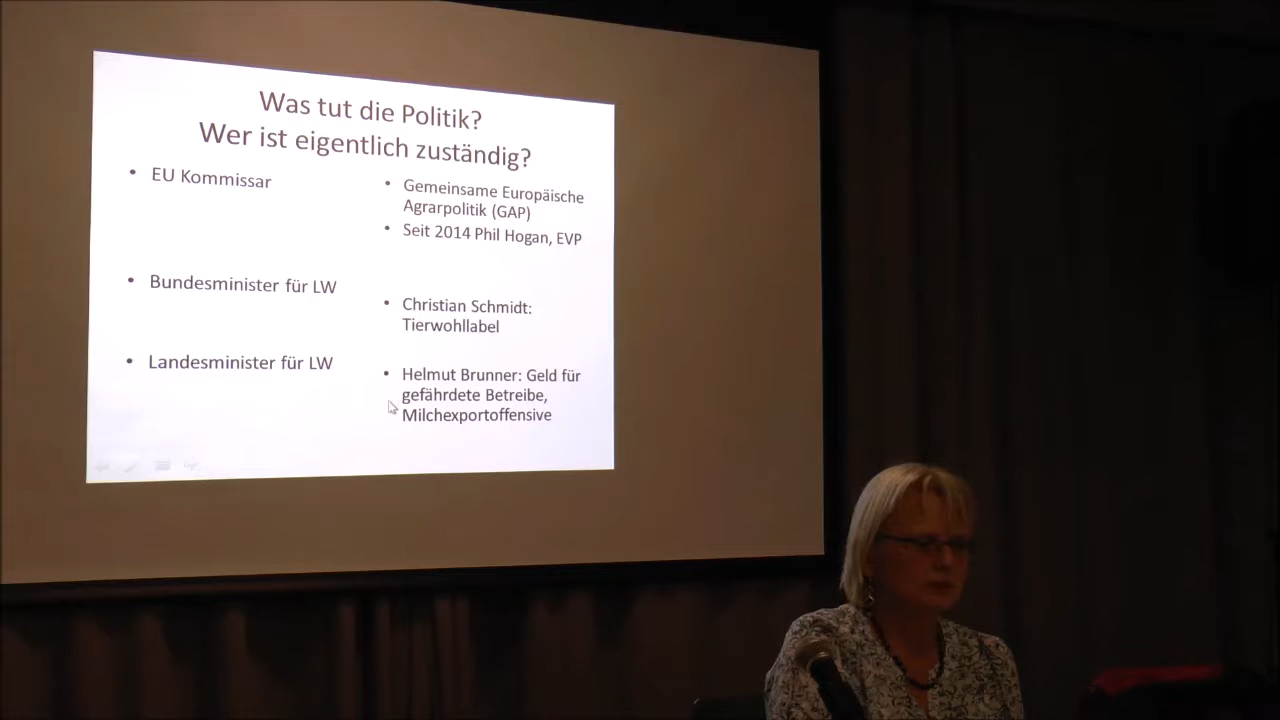 Was tut die Politik?
Wer ist eigentlich zuständig?
• EU Kommissar
• Gemeinsame Europäische
Agrarpolitik (GAP)
• Seit 2014 Phil Hogan, EVP
• Bundesminister für LW
• Christian Schmidt:
Tierwohllabel
• Landesminister für LW
• Helmut Brunner: Geld für
gefährdete Betreibe,
Milchexportoffensive